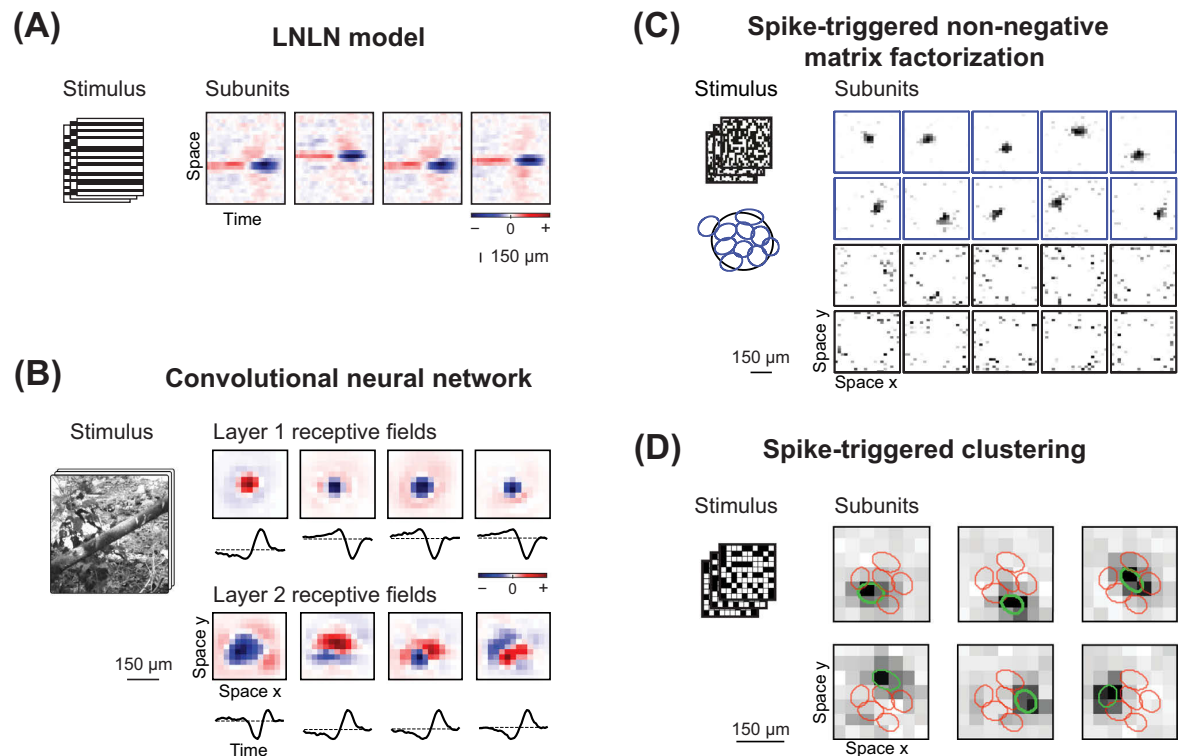 (A)
LNLN model
Stimulus
Subunits
Space
Time
− 0 +
150 µm
(B)
Convolutional neural network
Stimulus
Layer 1 receptive fields
− 0 +
Layer 2 receptive fields
Space y
150 µm
Space x
Time
(C)
Spike-triggered non-negative
matrix factorization
Stimulus
Subunits
150 µm
Space y
Space x
(D)
Spike-triggered clustering
Stimulus
Subunits
Space y
150 µm
Space x